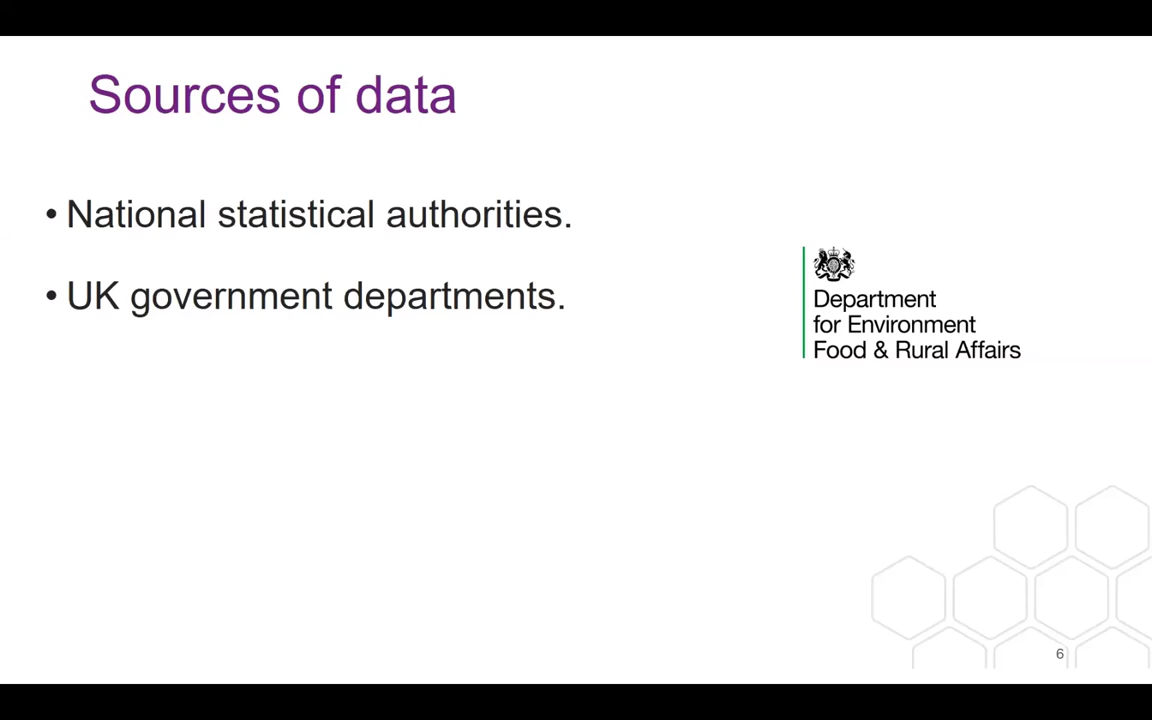 Sources of data
• National statistical authorities.
• UK government departments.
Department
for Environment
Food & Rural Affairs
6